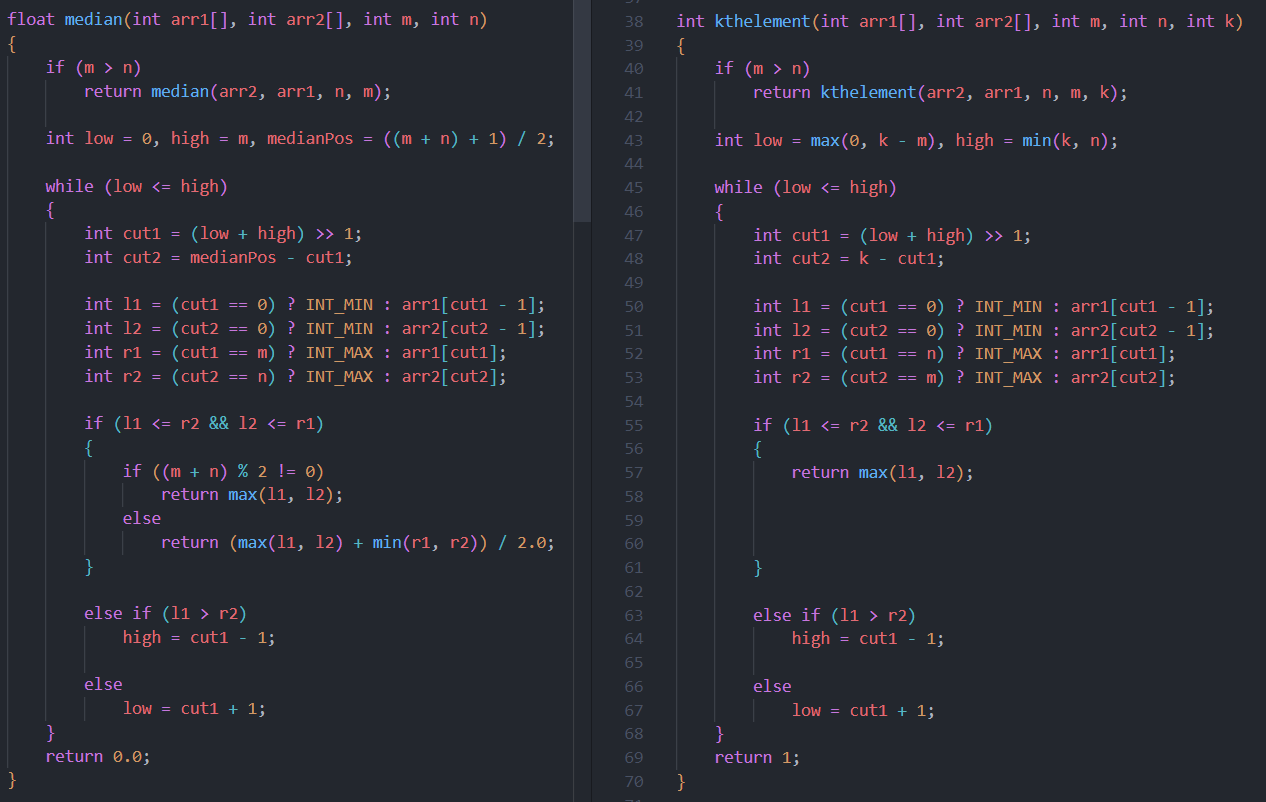 float median(int arr1[], int arr2[], int m, int n)
{
    if (m > n)
        return median(arr2, arr1, n, m);

    int low = 0, high = m, medianPos = ((m + n) + 1) / 2;

    while (low <= high)
    {
        int cut1 = (low + high) >> 1;
        int cut2 = medianPos - cut1;

        int l1 = (cut1 == 0) ? INT_MIN : arr1[cut1 - 1];
        int l2 = (cut2 == 0) ? INT_MIN : arr2[cut2 - 1];
        int r1 = (cut1 == m) ? INT_MAX : arr1[cut1];
        int r2 = (cut2 == n) ? INT_MAX : arr2[cut2];

        if (l1 <= r2 && l2 <= r1)
        {
            if ((m + n) % 2 != 0)
                return max(l1, l2);
            else
                return (max(l1, l2) + min(r1, r2)) / 2.0;
        }

        else if (l1 > r2)
            high = cut1 - 1;

        else
            low = cut1 + 1;
    }
    return 0.0;
}
38 int kthelement(int arr1[], int arr2[], int m, int n, int k)
39 {
40     if (m > n)
41         return kthelement(arr2, arr1, n, m, k);
42
43     int low = max(0, k - m), high = min(k, n);
44
45     while (low <= high)
46     {
47         int cut1 = (low + high) >> 1;
48         int cut2 = k - cut1;
49
50         int l1 = (cut1 == 0) ? INT_MIN : arr1[cut1 - 1];
51         int l2 = (cut2 == 0) ? INT_MIN : arr2[cut2 - 1];
52         int r1 = (cut1 == n) ? INT_MAX : arr1[cut1];
53         int r2 = (cut2 == m) ? INT_MAX : arr2[cut2];
54
55         if (l1 <= r2 && l2 <= r1)
56         {
57             return max(l1, l2);
58
59
60
61         }
62
63         else if (l1 > r2)
64             high = cut1 - 1;
65
66         else
67             low = cut1 + 1;
68     }
69     return 1;
70 }